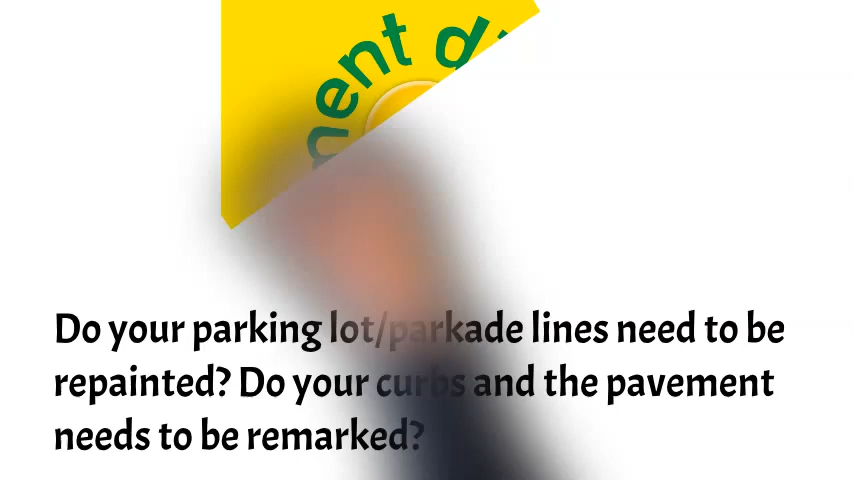 Do your parking lot/parkade lines need to be
repainted? Do your curbs and the pavement
needs to be remarked?